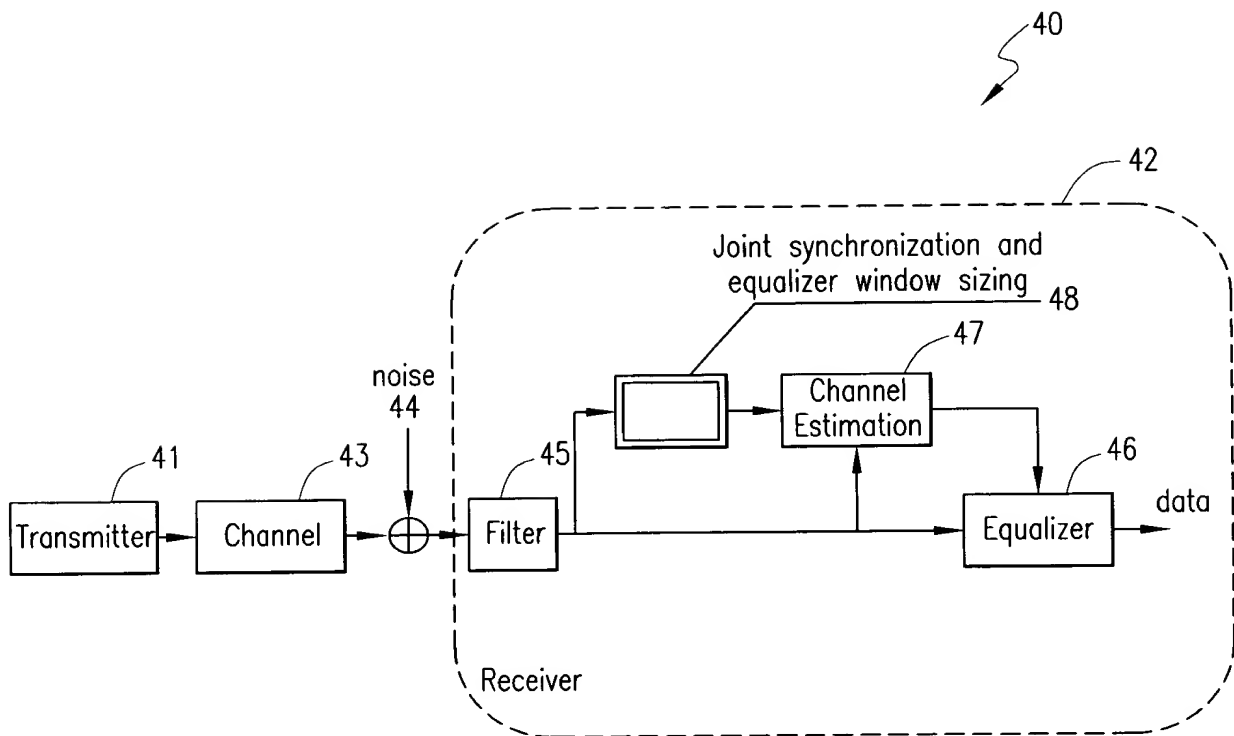 40
42
Joint synchronization and
equalizer window sizing
48
47
noise
44
Channel
Estimation
41
43
45
46
Transmitter
Channel
Filter
Equalizer
data
Receiver